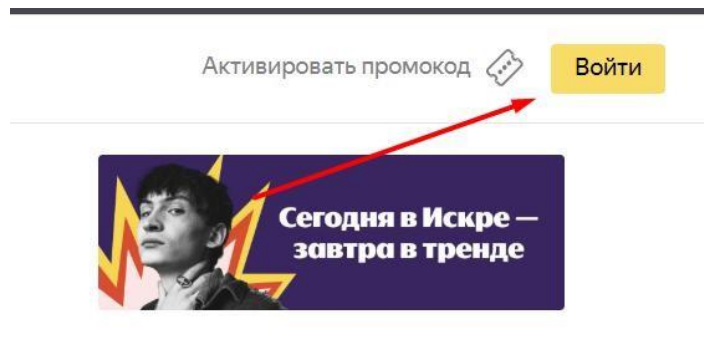 Активировать промокод
Войти
Сегодня в Искре —
завтра в тренде